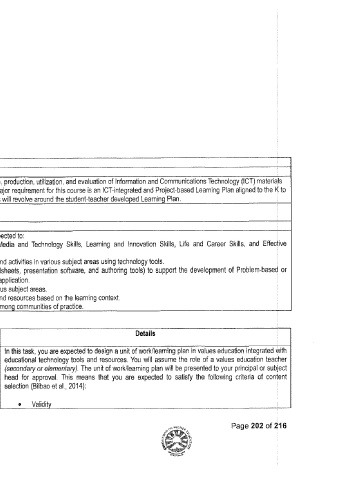 , production, utilization, and evaluation of Information and Communications Technology (ICT) materials
ajor requirement for this course is an ICT-integrated and Project-based Learning Plan aligned to the K to
s will revolve around the student-teacher developed Learning Plan.
ected to:
Media and Technology Skills, Learning and Innovation Skills, Life and Career Skills, and Effective
nd activities in various subject areas using technology tools.
dsheets, presentation software, and authoring tools) to support the development of Problem-based or
application.
us subject areas.
nd resources based on the learning context.
mong communities of practice.
Details
In this task, you are expected to design a unit of work/learning plan in values education integrated with
educational technology tools and resources. You will assume the role of a values education teacher
(secondary or elementary). The unit of work/learning plan will be presented to your principal or subject
head for approval. This means that you are expected to satisfy the following criteria of content
selection (Bilbao et al., 2014):
• Validity
Page 202 of 216